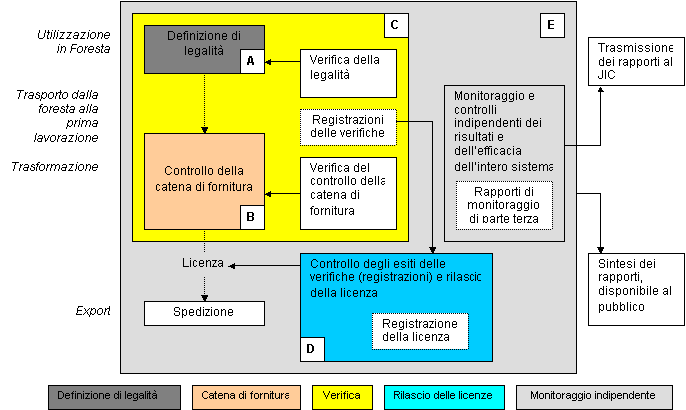 Utilizzazione
in Foresta
Trasporto dalla
foresta alla
prima
lavorazione
Trasformazione
Export
C
Definizione di
legalità
A
Verifica della
legalità
Registrazioni
delle verifiche
Controllo della
catena di fornitura
B
Verifica del
controllo della
catena di
fornitura
Licenza
Spedizione
Controllo degli esiti delle
verifiche (registrazioni) e rilascio
della licenza
Registrazione
della licenza
D
E
Monitoraggio e
controlli
indipendenti dei
risultati e
dell'efficacia
dell'intero sistema
Rapporti di
monitoraggio
di parte terza
Trasmissione
dei rapporti al
JIC
Sintesi dei
rapporti,
disponibile al
pubblico
Definizione di legalità
Catena di fornitura
Verifica
Rilascio delle licenze
Monitoraggio indipendente